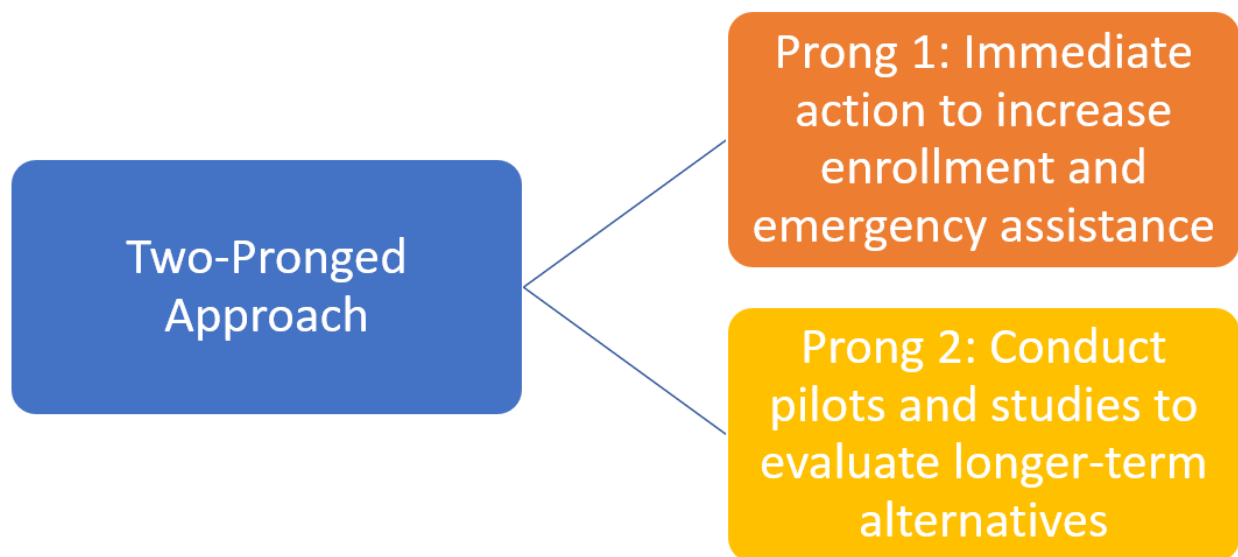 Two-Pronged
Approach
Prong 1: Immediate
action to increase
enrollment and
emergency assistance
Prong 2: Conduct
pilots and studies to
evaluate longer-term
alternatives